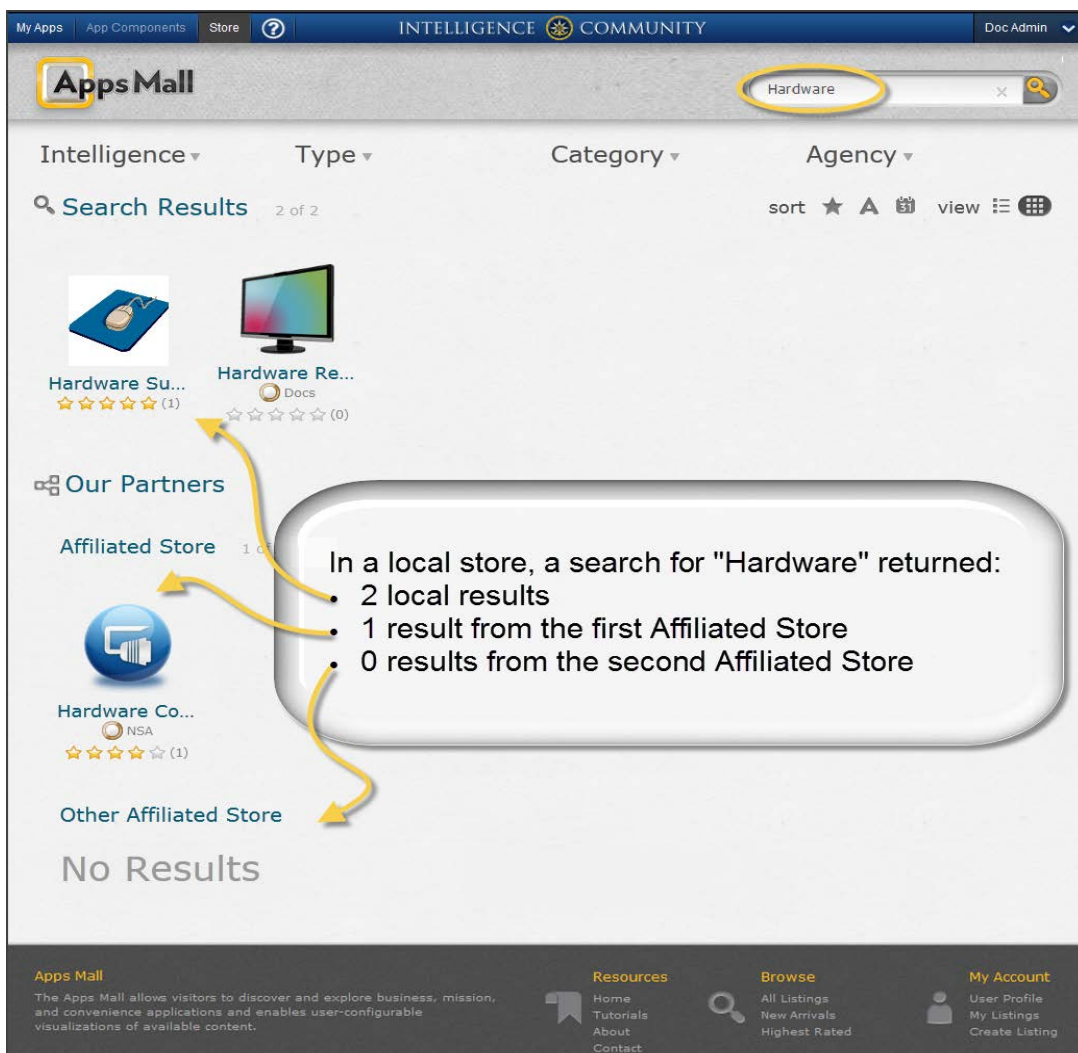 My Apps App Components Store ? INTELLIGENCE COMMUNITY Doc Admin
Apps Mall
Hardware
Intelligence Type Category Agency
Search Results 2 of 2 sort A 31 view
Hardware Su...
(1)
Hardware Re...
Docs
(0)
Our Partners
Affiliated Store 1 of
In a local store, a search for "Hardware" returned:
• 2 local results
• 1 result from the first Affiliated Store
• 0 results from the second Affiliated Store
Hardware Co...
NSA
(1)
Other Affiliated Store
No Results
Apps Mall
The Apps Mall allows visitors to discover and explore business, mission,
and convenience applications and enables user-configurable
visualizations of available content.
Resources
Home
Tutorials
About
Contact
Browse
All Listings
New Arrivals
Highest Rated
My Account
User Profile
My Listings
Create Listing